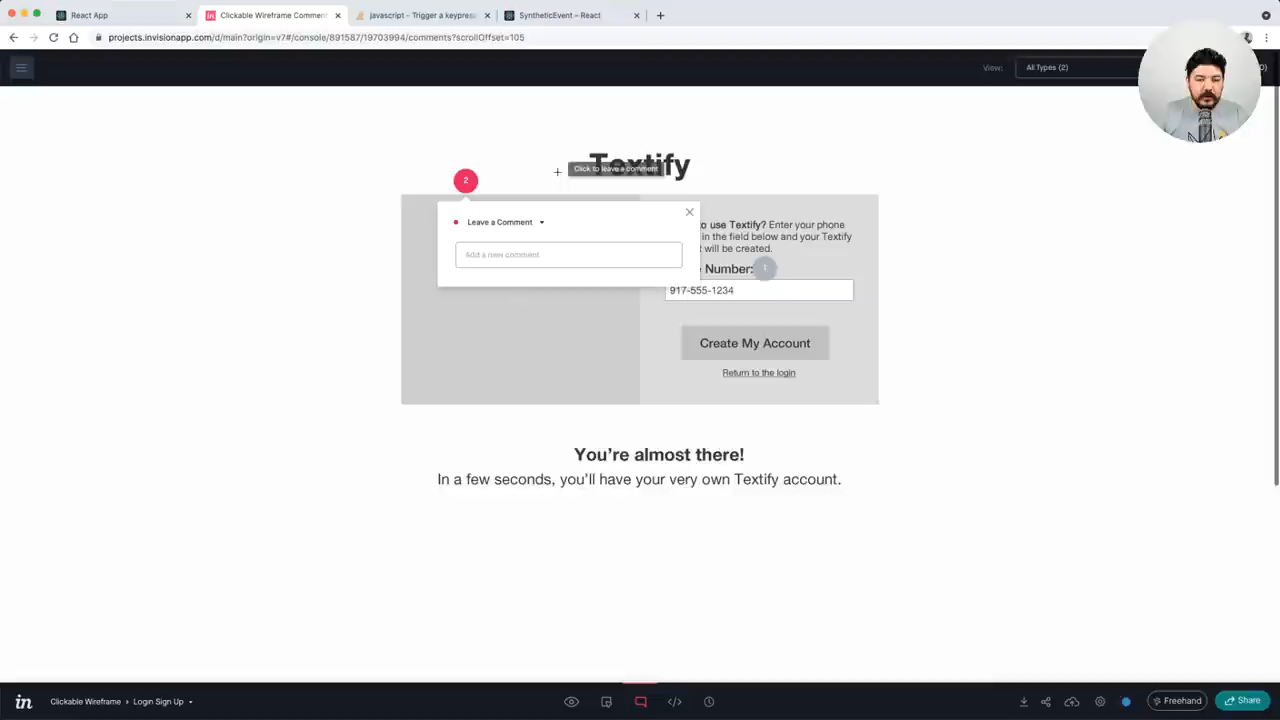 React App
Clickable Wireframe Comment
javascript - Trigger a keypress
SyntheticEvent – React
projects.invisionapp.com/d/main?origin=v7#/console/891587/19703994/comments?scrollOffset=105
View:
All Types (2)
Textify
Click to leave a comment
2
Leave a Comment
Add a new comment
to use Textify? Enter your phone
in the field below and your Textify
will be created.
Number:
1
917-555-1234
Create My Account
Return to the login
You're almost there!
In a few seconds, you'll have your very own Textify account.
in
Clickable Wireframe › Login Sign Up
Freehand
Share